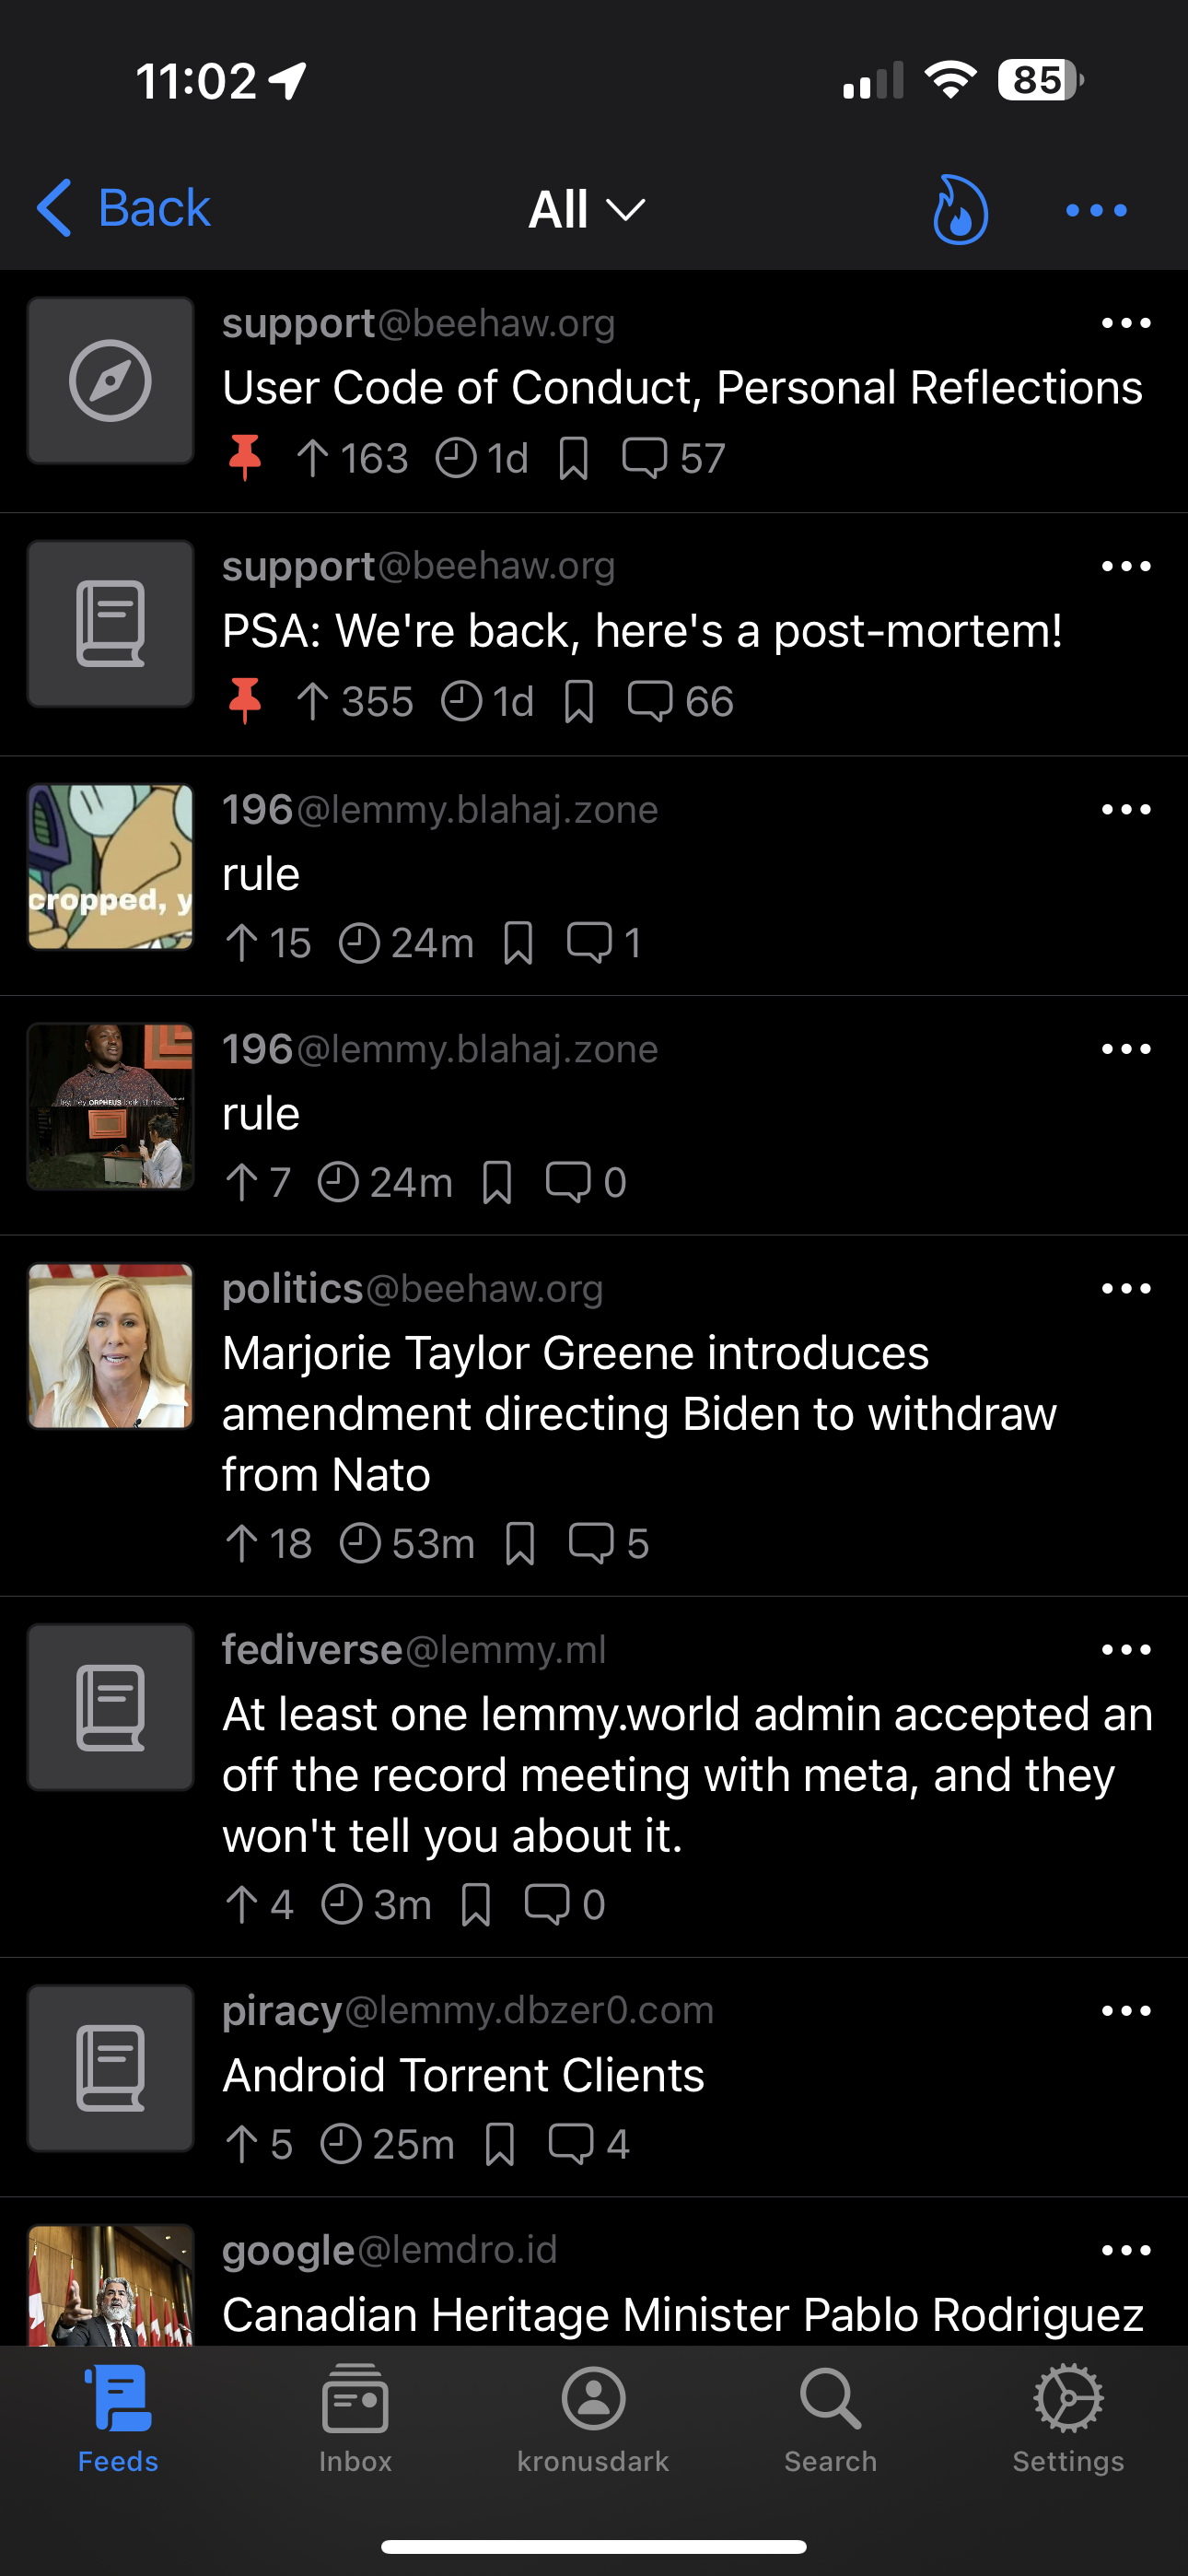 11:02
85
Back
All
support@beehaw.org
User Code of Conduct, Personal Reflections
163 1d 57
support@beehaw.org
PSA: We're back, here's a post-mortem!
355 1d 66
196@lemmy.blahaj.zone
cropped, y
rule
15 24m 1
196@lemmy.blahaj.zone
ORPHEUS
rule
7 24m 0
politics@beehaw.org
Marjorie Taylor Greene introduces
amendment directing Biden to withdraw
from Nato
18 53m 5
fediverse@lemmy.ml
At least one lemmy.world admin accepted an
off the record meeting with meta, and they
won't tell you about it.
4 3m 0
piracy@lemmy.dbzer0.com
Android Torrent Clients
5 25m 4
google@lemdro.id
Canadian Heritage Minister Pablo Rodriguez
Feeds
Inbox
kronusdark
Search
Settings